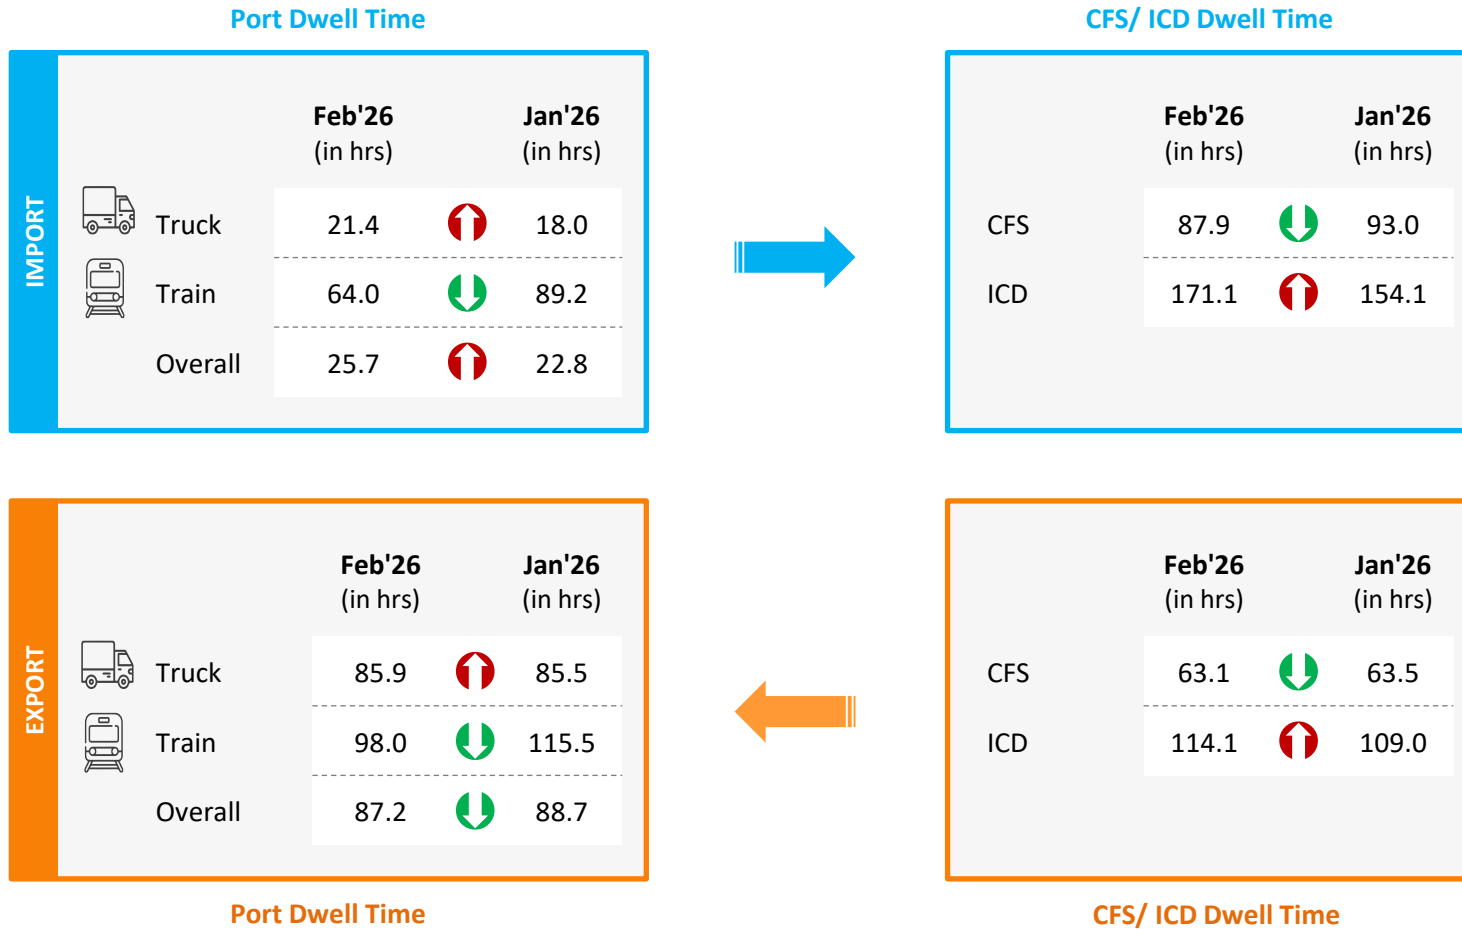 Port Dwell Time
CFS/ ICD Dwell Time
IMPORT
Feb'26 Jan'26
(in hrs) (in hrs)
Truck 21.4 18.0
Train 64.0 89.2
Overall 25.7 22.8
Feb'26 Jan'26
(in hrs) (in hrs)
CFS 87.9 93.0
ICD 171.1 154.1
EXPORT
Feb'26 Jan'26
(in hrs) (in hrs)
Truck 85.9 85.5
Train 98.0 115.5
Overall 87.2 88.7
Feb'26 Jan'26
(in hrs) (in hrs)
CFS 63.1 63.5
ICD 114.1 109.0
Port Dwell Time
CFS/ ICD Dwell Time